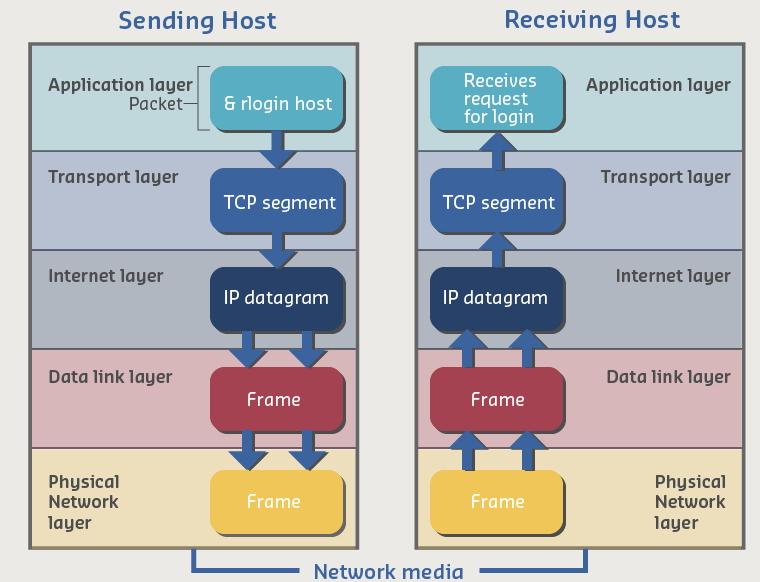 Sending Host
Application layer
Packet
& rlogin host
Transport layer
TCP segment
Internet layer
IP datagram
Data link layer
Frame
Physical
Network
layer
Frame
Receiving Host
Receives
request
for login
Application layer
TCP segment
Transport layer
IP datagram
Internet layer
Frame
Data link layer
Frame
Physical
Network
layer
Network media